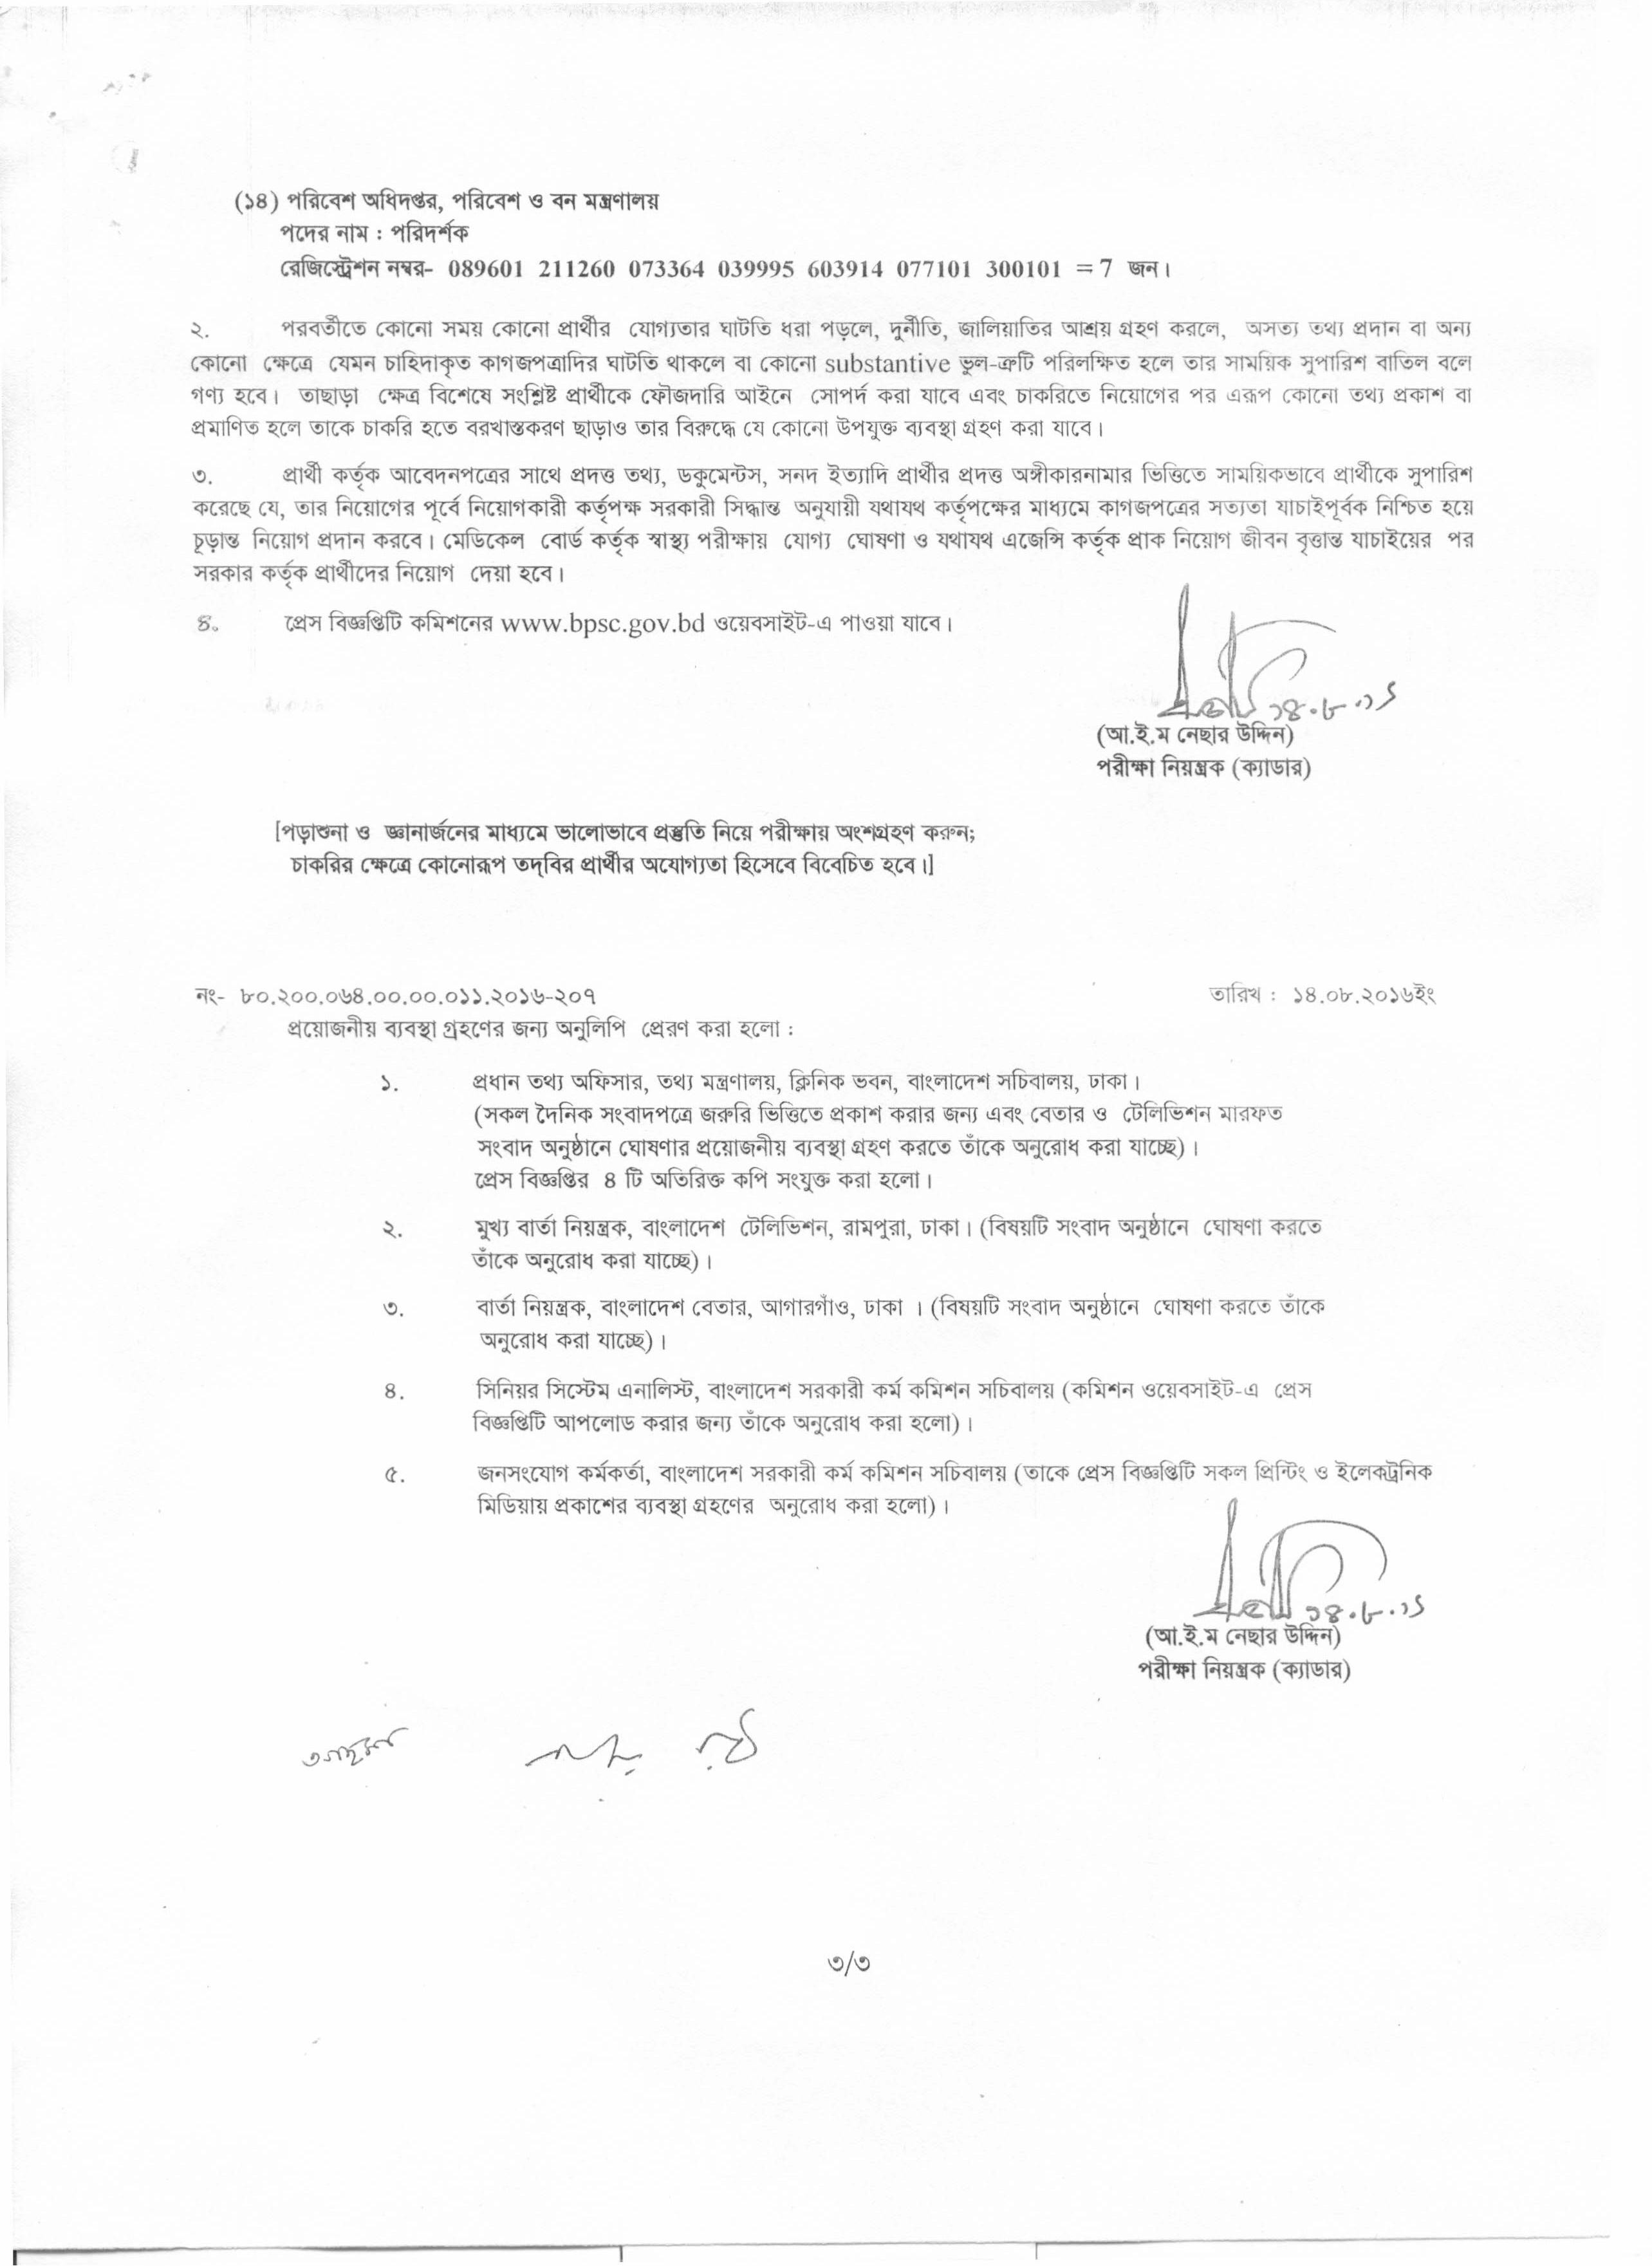 (১৪) পরিবেশ অধিদপ্তর, পরিবেশ ও বন মন্ত্রণালয়
পদের নাম : পরিদর্শক
রেজিস্ট্রেশন নম্বর- 089601 211260 073364 039995 603914 077101 300101 = 7 জন।
২. পরবর্তীতে কোনো সময় কোনো প্রার্থীর যোগ্যতার ঘাটতি ধরা পড়লে, দুর্নীতি, জালিয়াতির আশ্রয় গ্রহণ করলে, অসত্য তথ্য প্রদান বা অন্য
কোনো ক্ষেত্রে যেমন চাহিদাকৃত কাগজপত্রাদির ঘাটতি থাকলে বা কোনো substantive ভুল-ত্রুটি পরিলক্ষিত হলে তার সাময়িক সুপারিশ বাতিল বলে
গণ্য হবে। তাছাড়া ক্ষেত্র বিশেষে সংশ্লিষ্ট প্রার্থীকে ফৌজদারি আইনে সোপর্দ করা যাবে এবং চাকরিতে নিয়োগের পর এরূপ কোনো তথ্য প্রকাশ বা
প্রমাণিত হলে তাকে চাকরি হতে বরখাস্তকরণ ছাড়াও তার বিরুদ্ধে যে কোনো উপযুক্ত ব্যবস্থা গ্রহণ করা যাবে।
৩. প্রার্থী কর্তৃক আবেদনপত্রের সাথে প্রদত্ত তথ্য, ডকুমেন্টস, সনদ ইত্যাদি প্রার্থীর প্রদত্ত অঙ্গীকারনামার ভিত্তিতে সাময়িকভাবে প্রার্থীকে সুপারিশ
করেছে যে, তার নিয়োগের পূর্বে নিয়োগকারী কর্তৃপক্ষ সরকারী সিদ্ধান্ত অনুযায়ী যথাযথ কর্তৃপক্ষের মাধ্যমে কাগজপত্রের সত্যতা যাচাইপূর্বক নিশ্চিত হয়ে
চূড়ান্ত নিয়োগ প্রদান করবে। মেডিকেল বোর্ড কর্তৃক স্বাস্থ্য পরীক্ষায় যোগ্য ঘোষণা ও যথাযথ এজেন্সি কর্তৃক প্রাক নিয়োগ জীবন বৃত্তান্ত যাচাইয়ের পর
সরকার কর্তৃক প্রার্থীদের নিয়োগ দেয়া হবে।
৪. প্রেস বিজ্ঞপ্তিটি কমিশনের www.bpsc.gov.bd ওয়েবসাইট-এ পাওয়া যাবে।
১৪.৮.১৬
(আ.ই.ম নেছার উদ্দিন)
পরীক্ষা নিয়ন্ত্রক (ক্যাডার)
[পড়াশুনা ও জ্ঞানার্জনের মাধ্যমে ভালোভাবে প্রস্তুতি নিয়ে পরীক্ষায় অংশগ্রহণ করুন;
চাকরির ক্ষেত্রে কোনোরূপ তদ্‌বির প্রার্থীর অযোগ্যতা হিসেবে বিবেচিত হবে।]
নং- ৮০.২০০.০৬৪.০০.০০.০১১.২০১৬-২০৭ তারিখ : ১৪.০৮.২০১৬ইং
প্রয়োজনীয় ব্যবস্থা গ্রহণের জন্য অনুলিপি প্রেরণ করা হলো :
১. প্রধান তথ্য অফিসার, তথ্য মন্ত্রণালয়, ক্লিনিক ভবন, বাংলাদেশ সচিবালয়, ঢাকা।
(সকল দৈনিক সংবাদপত্রে জরুরি ভিত্তিতে প্রকাশ করার জন্য এবং বেতার ও টেলিভিশন মারফত
সংবাদ অনুষ্ঠানে ঘোষণার প্রয়োজনীয় ব্যবস্থা গ্রহণ করতে তাঁকে অনুরোধ করা যাচ্ছে)।
প্রেস বিজ্ঞপ্তির ৪ টি অতিরিক্ত কপি সংযুক্ত করা হলো।
২. মুখ্য বার্তা নিয়ন্ত্রক, বাংলাদেশ টেলিভিশন, রামপুরা, ঢাকা। (বিষয়টি সংবাদ অনুষ্ঠানে ঘোষণা করতে
তাঁকে অনুরোধ করা যাচ্ছে)।
৩. বার্তা নিয়ন্ত্রক, বাংলাদেশ বেতার, আগারগাঁও, ঢাকা । (বিষয়টি সংবাদ অনুষ্ঠানে ঘোষণা করতে তাঁকে
অনুরোধ করা যাচ্ছে)।
৪. সিনিয়র সিস্টেম এনালিস্ট, বাংলাদেশ সরকারী কর্ম কমিশন সচিবালয় (কমিশন ওয়েবসাইট-এ প্রেস
বিজ্ঞপ্তিটি আপলোড করার জন্য তাঁকে অনুরোধ করা হলো)।
৫. জনসংযোগ কর্মকর্তা, বাংলাদেশ সরকারী কর্ম কমিশন সচিবালয় (তাকে প্রেস বিজ্ঞপ্তিটি সকল প্রিন্টিং ও ইলেকট্রনিক
মিডিয়ায় প্রকাশের ব্যবস্থা গ্রহণের অনুরোধ করা হলো)।
১৪.৮.১৬
(আ.ই.ম নেছার উদ্দিন)
পরীক্ষা নিয়ন্ত্রক (ক্যাডার)
৩/৩